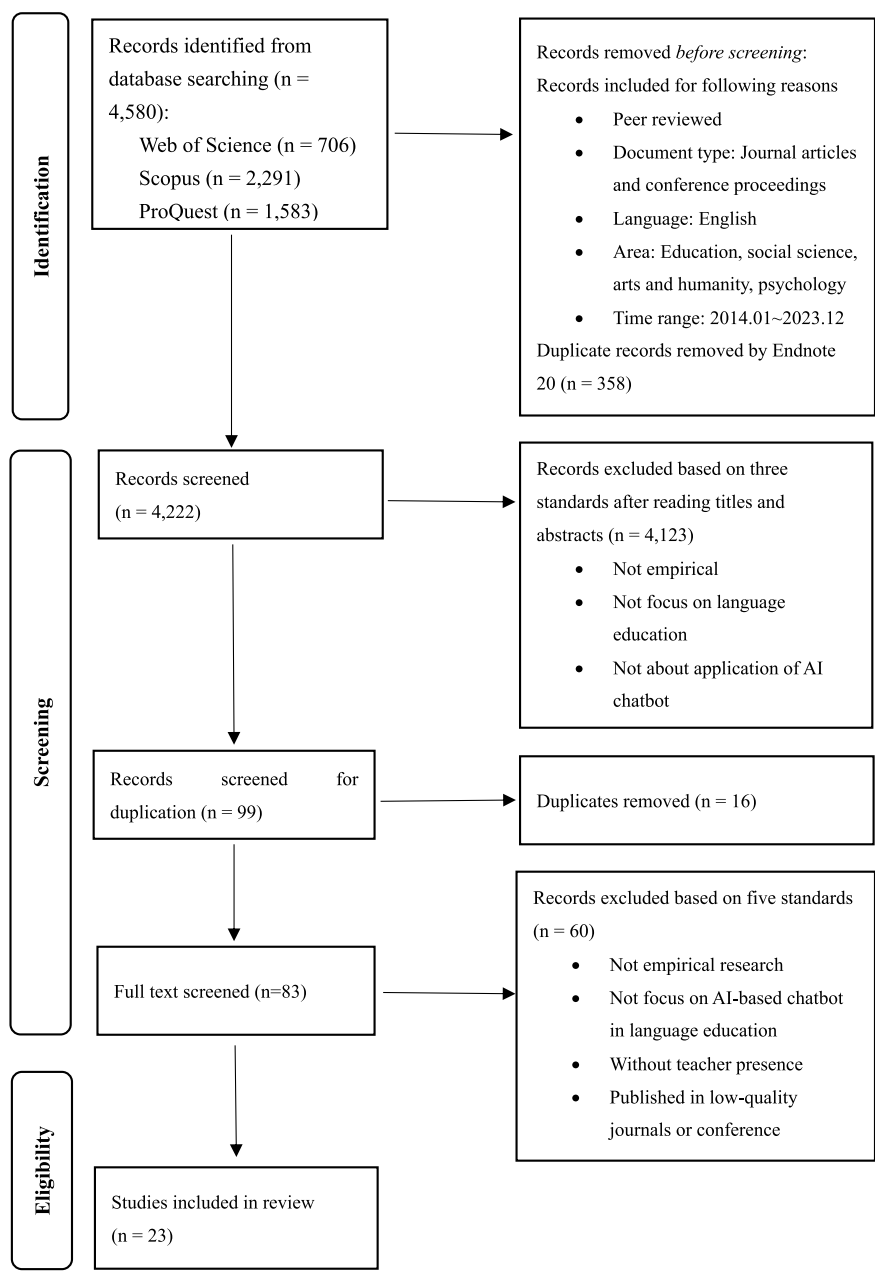 Identification
Records identified from
database searching (n =
4,580):
Web of Science (n = 706)
Scopus (n = 2,291)
ProQuest (n = 1,583)
Records removed before screening:
Records included for following reasons
• Peer reviewed
• Document type: Journal articles
and conference proceedings
• Language: English
• Area: Education, social science,
arts and humanity, psychology
• Time range: 2014.01~2023.12
Duplicate records removed by Endnote
20 (n = 358)
Screening
Records screened
(n = 4,222)
Records excluded based on three
standards after reading titles and
abstracts (n = 4,123)
• Not empirical
• Not focus on language
education
• Not about application of AI
chatbot
Records screened for
duplication (n = 99)
Duplicates removed (n = 16)
Full text screened (n=83)
Records excluded based on five standards
(n = 60)
• Not empirical research
• Not focus on AI-based chatbot
in language education
• Without teacher presence
• Published in low-quality
journals or conference
Eligibility
Studies included in review
(n = 23)